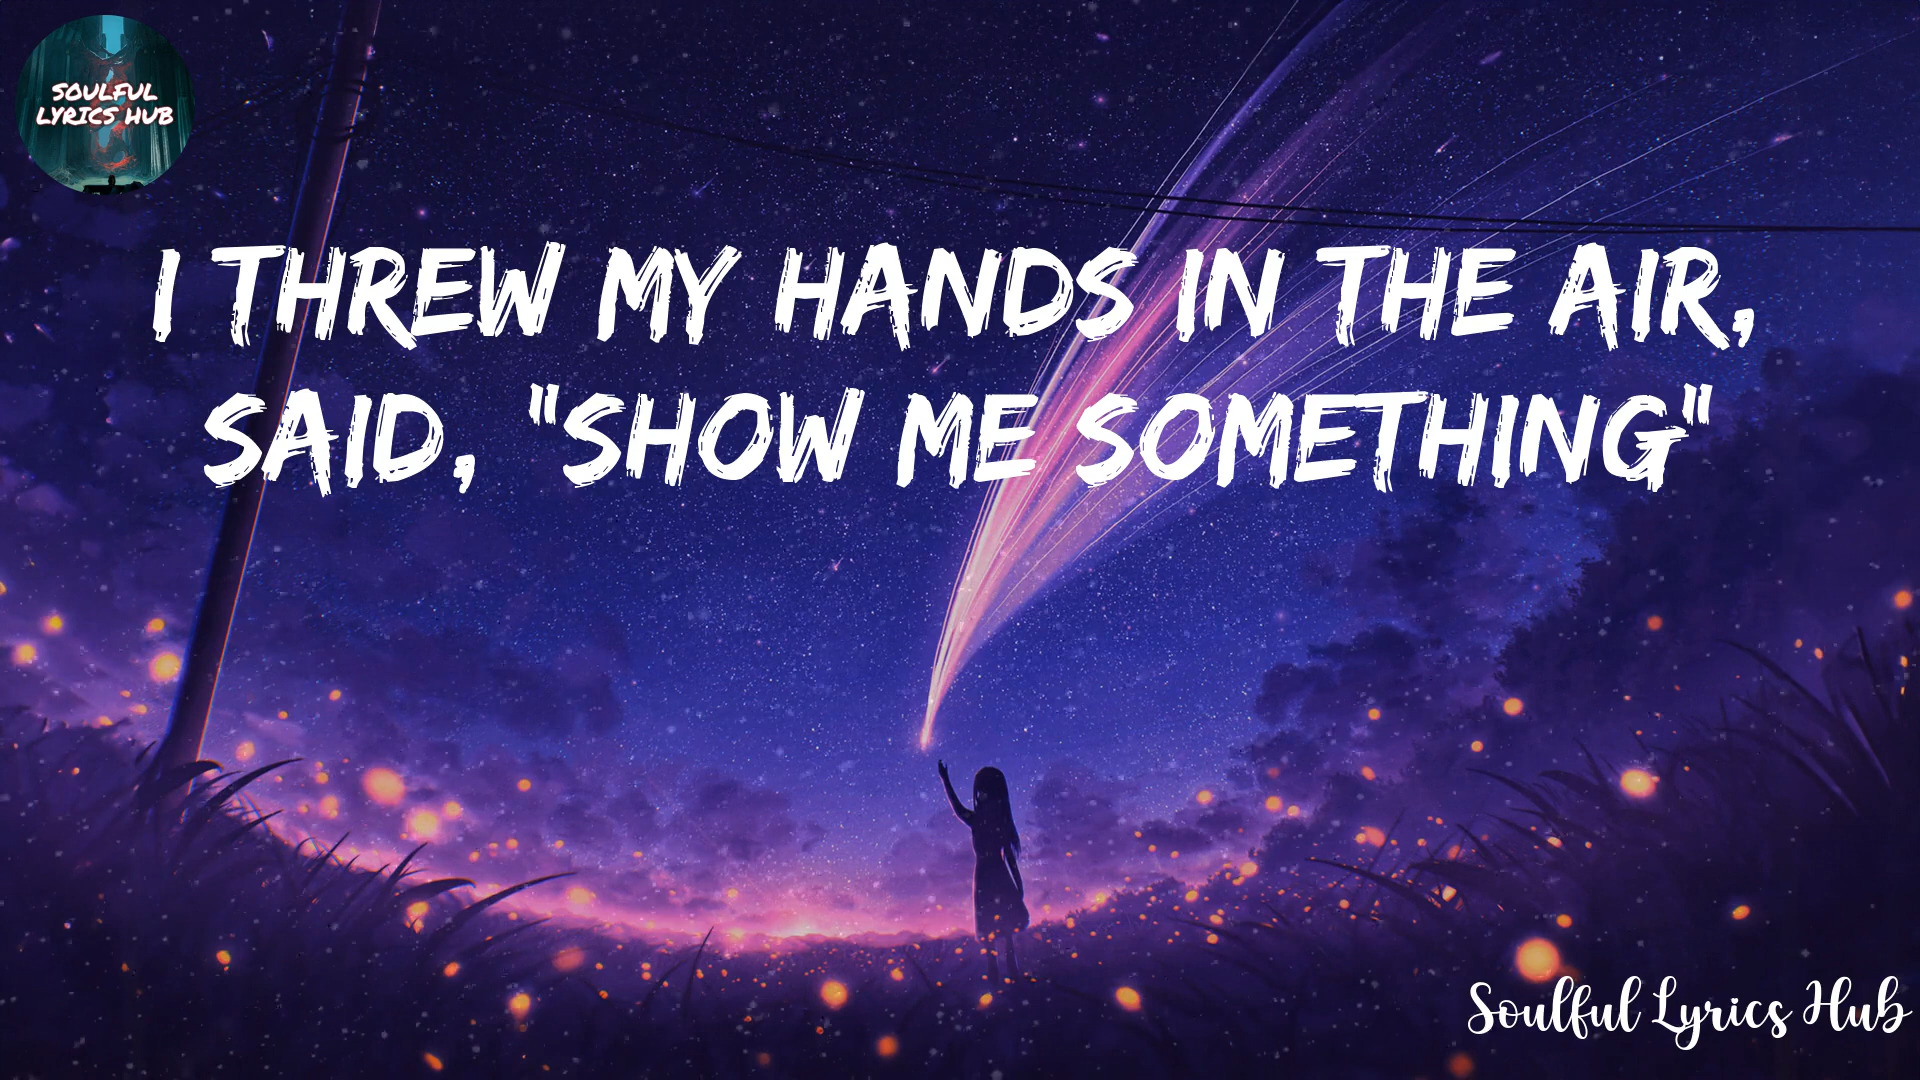 SOULFUL
LYRICS HUB
I THREW MY HANDS IN THE AIR,
SAID, "SHOW ME SOMETHING"
Soulful Lyrics Hub